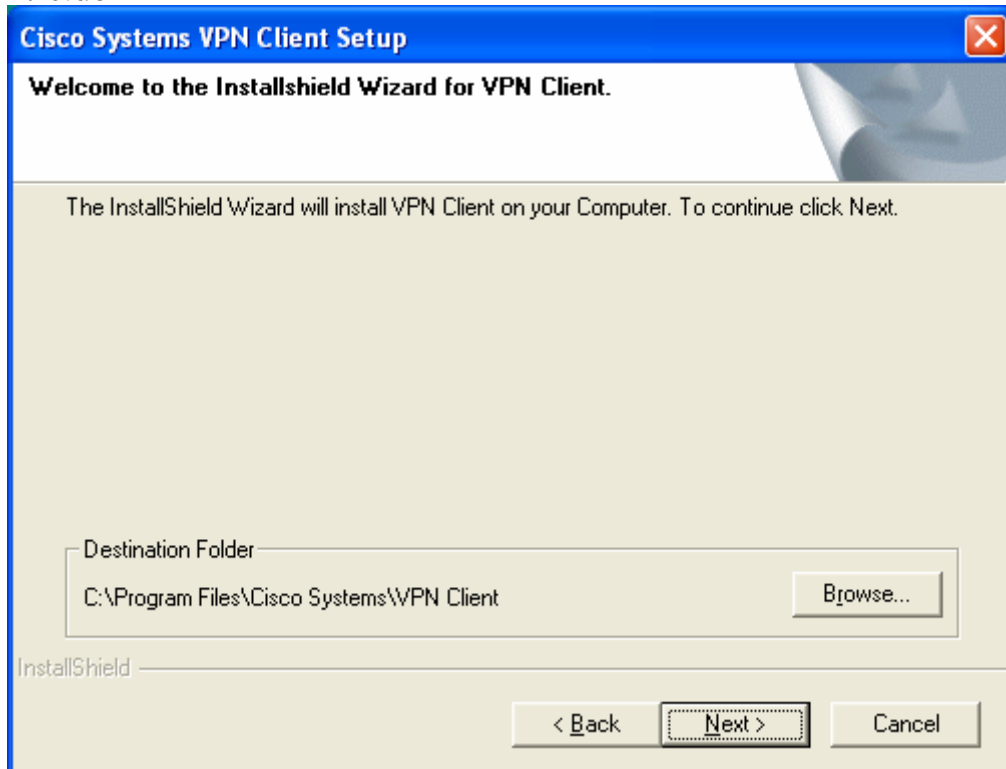 Cisco Systems VPN Client Setup
Welcome to the Installshield Wizard for VPN Client.
The InstallShield Wizard will install VPN Client on your Computer. To continue click Next.
Destination Folder
C:\Program Files\Cisco Systems\VPN Client
Browse...
InstallShield
< Back
Next >
Cancel